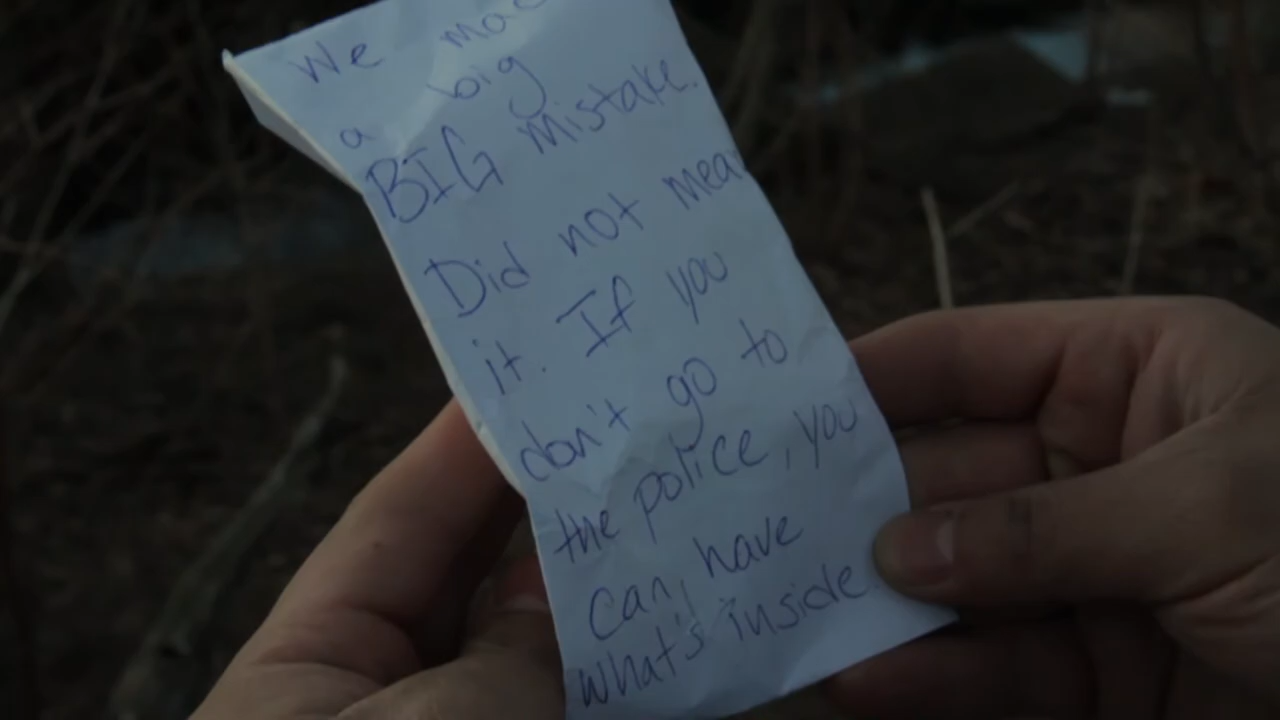 We
a big
BIG mistake.
Did not
it. If you
don't go to
the police, you
can, have
what's inside